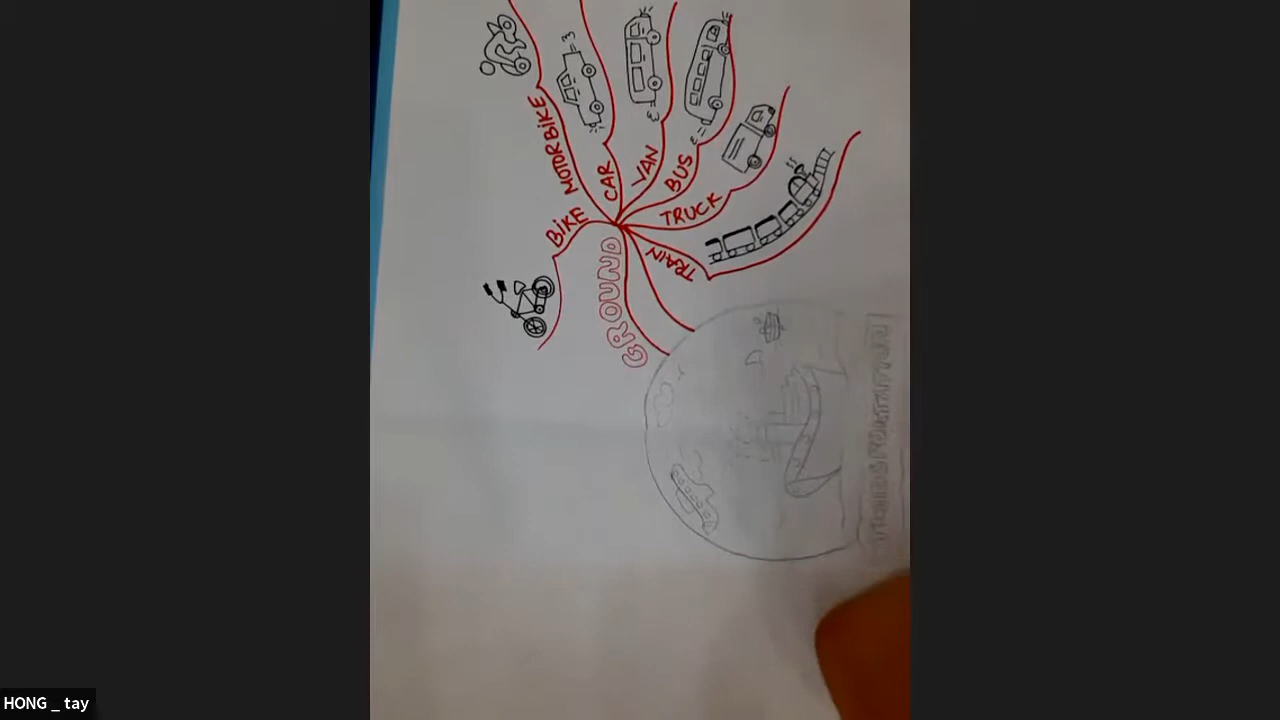 BIKE
MOTORBIKE
CAR
VAN
BUS
TRUCK
TRAIN
GROUND
HONG _ tay